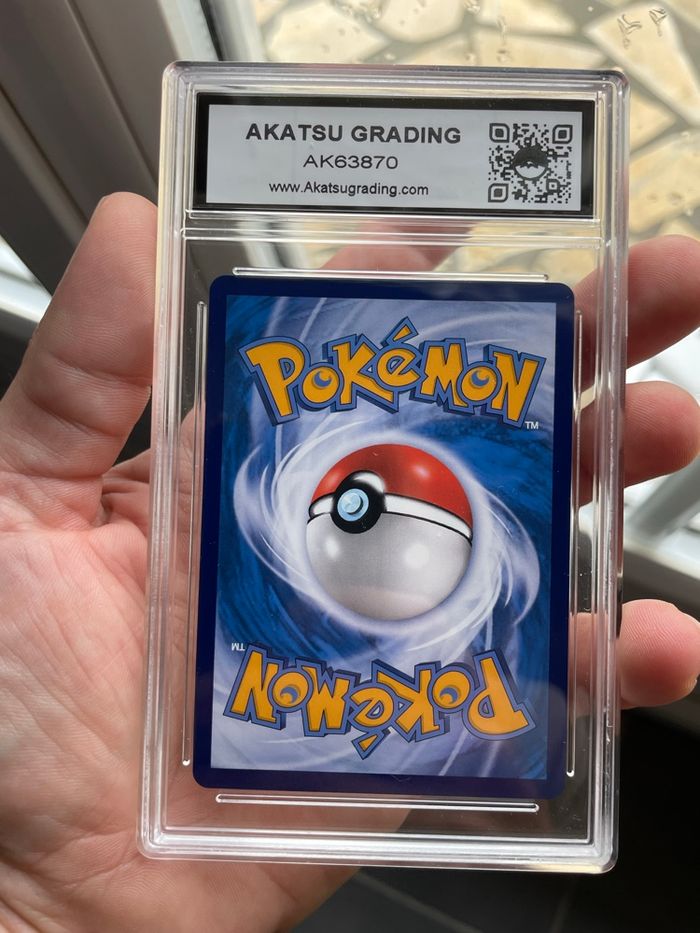 AKATSU GRADING
AK63870
www.Akatsugrading.com
POKéMON
TM
TM
POKéMON